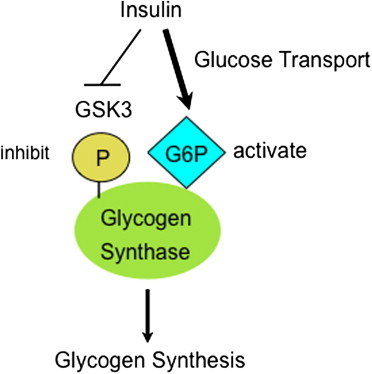 Insulin
Glucose Transport
GSK3
inhibit
P
G6P
activate
Glycogen
Synthase
Glycogen Synthesis